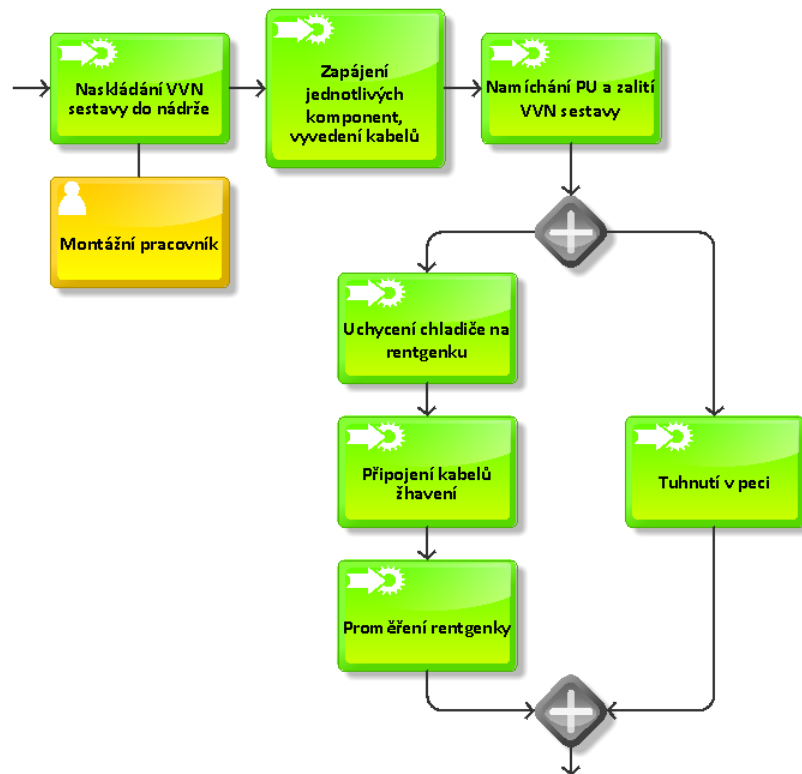 Naskládání VVN
sestavy do nádrže
Zapájení
jednotlivých
komponent,
vyvedení kabelů
Namíchání PU a zalití
VVN sestavy
Montážní pracovník
Uchycení chladiče na
rentgenku
Připojení kabelů
žhavení
Tuhnutí v peci
Proměření rentgenky